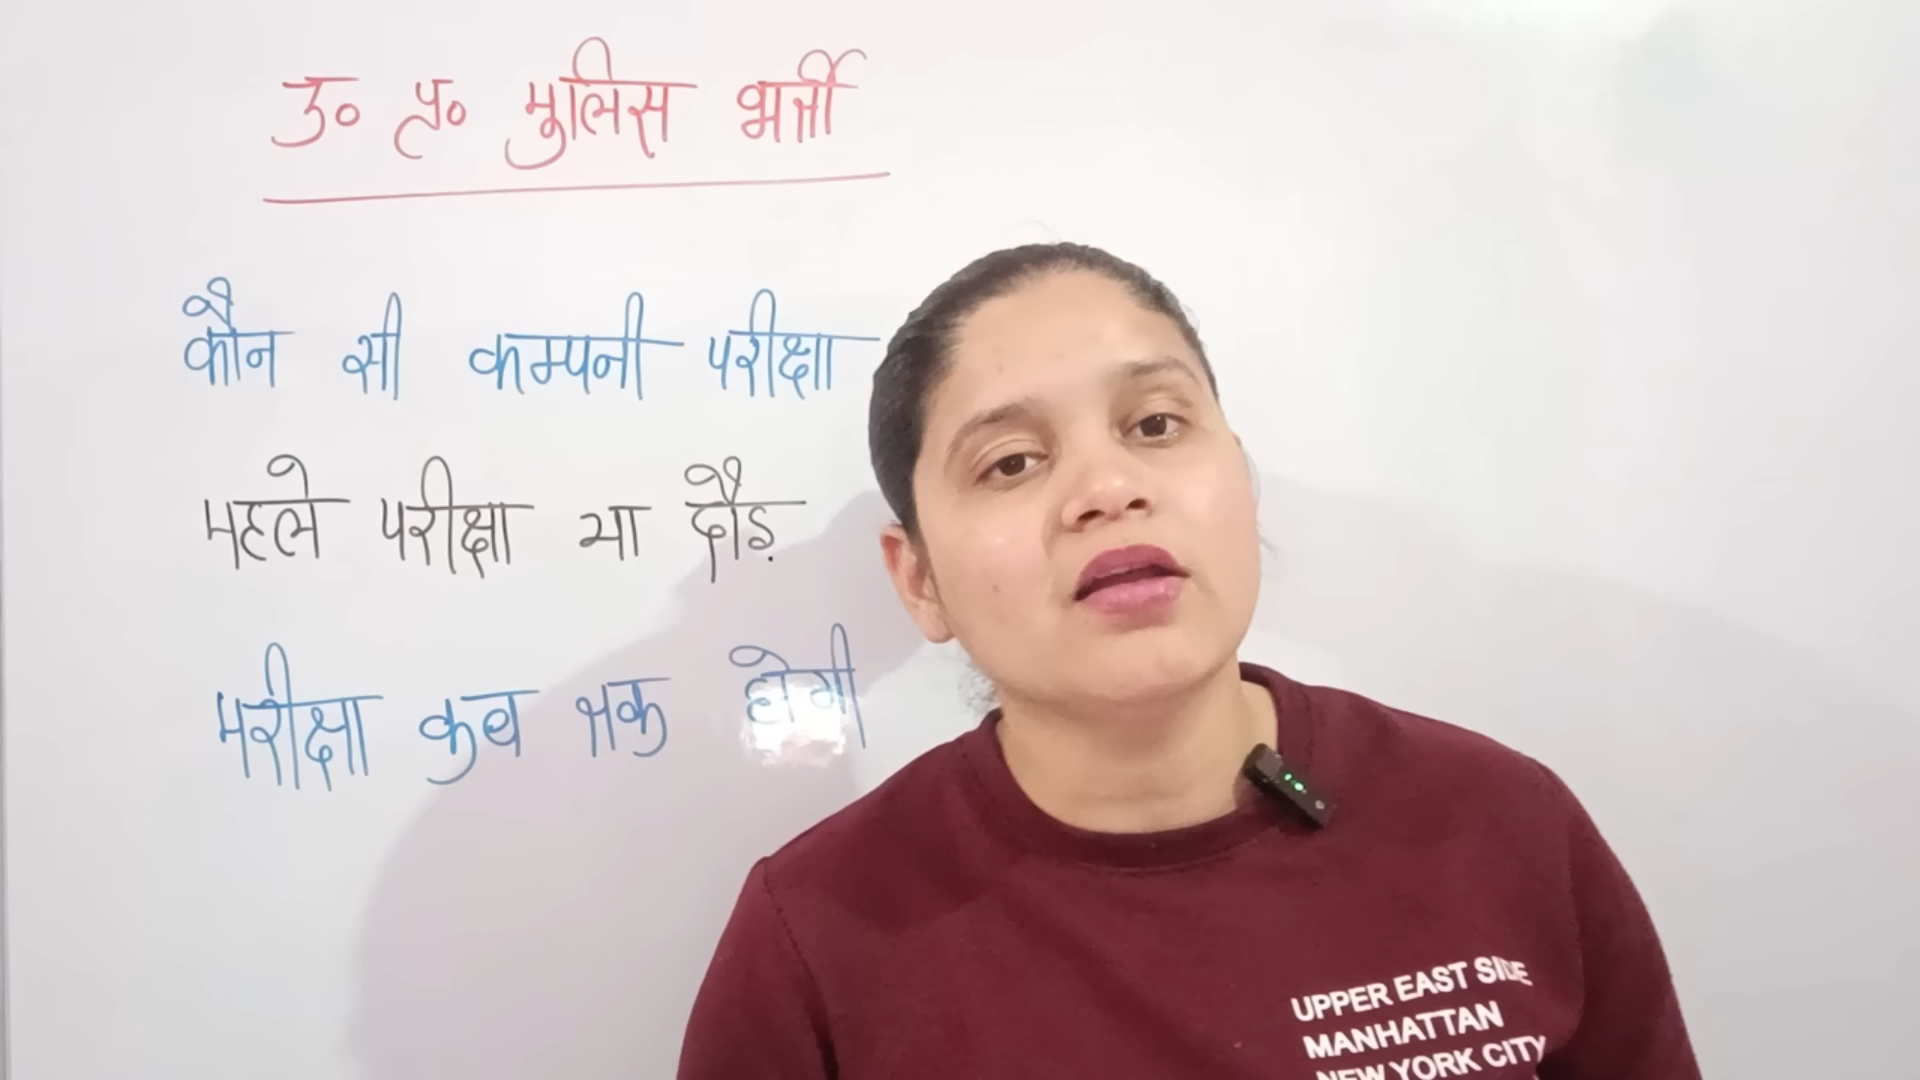 उ० प्र० पुलिस भर्ती
कौन सी कम्पनी परीक्षा
पहले परीक्षा या दौड़
परीक्षा कब तक होगी
UPPER EAST SIDE
MANHATTAN
NEW YORK CITY